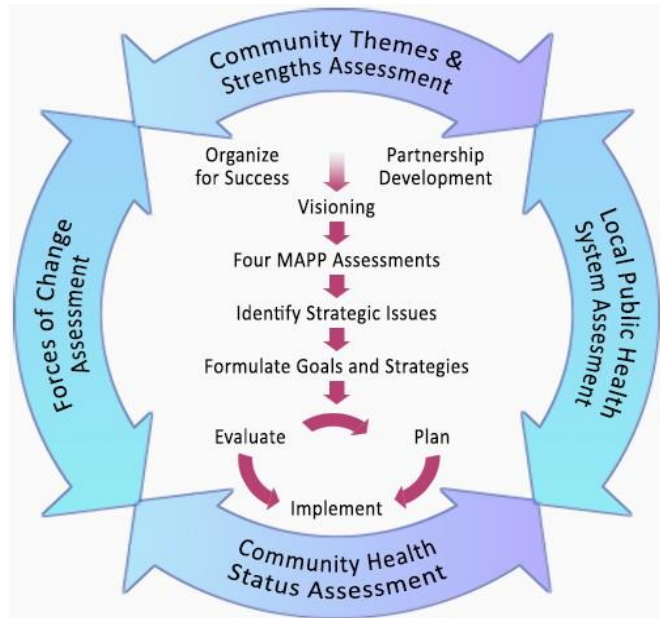 Community Themes &
Strengths Assessment
Organize
for Success
Partnership
Development
Visioning
Four MAPP Assessments
Identify Strategic Issues
Formulate Goals and Strategies
Evaluate
Plan
Implement
Forces of Change
Assessment
Local Public Health
System Assesment
Community Health
Status Assessment